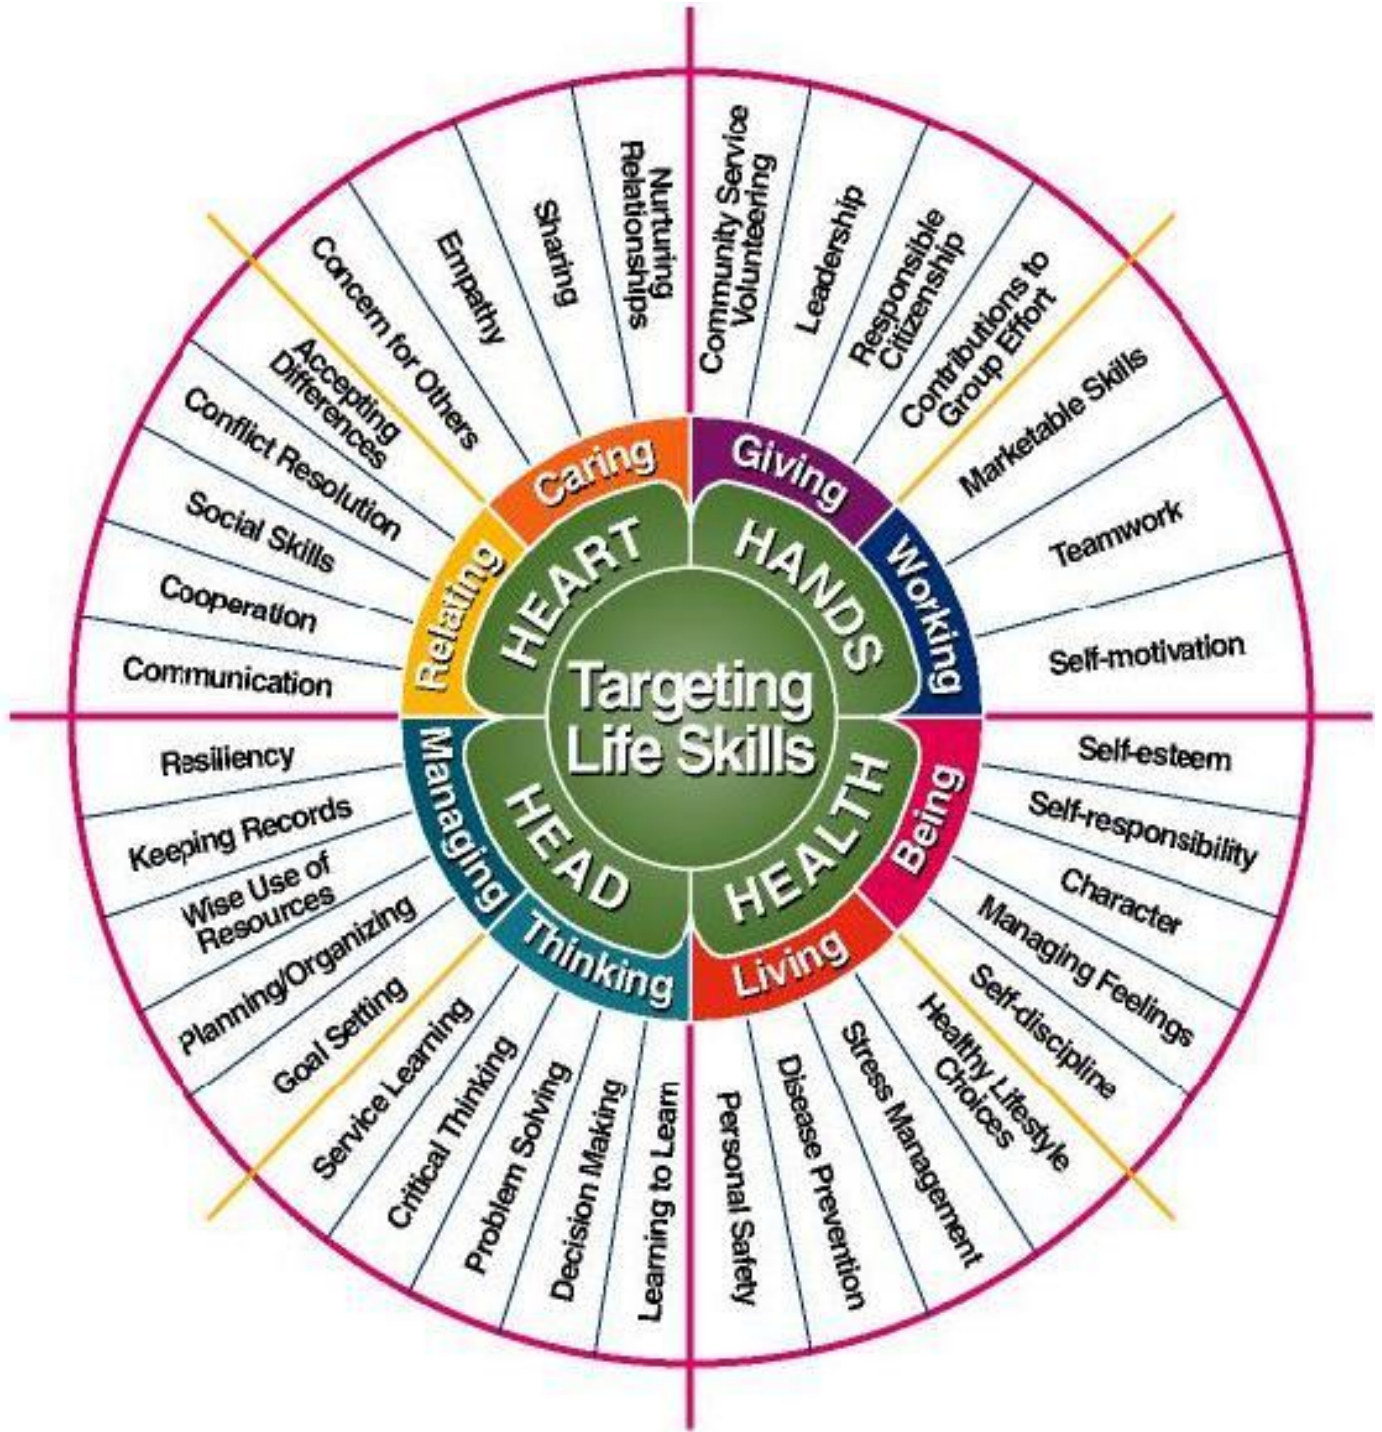 Targeting
Life Skills
HEART
HANDS
HEALTH
HEAD
Caring
Giving
Working
Being
Living
Thinking
Managing
Relating
Community Service
Volunteering
Leadership
Responsible
Citizenship
Contributions to
Group Effort
Marketable Skills
Teamwork
Self-motivation
Self-esteem
Self-responsibility
Character
Managing Feelings
Self-discipline
Healthy Lifestyle
Choices
Stress Management
Disease Prevention
Personal Safety
Learning to Learn
Decision Making
Problem Solving
Critical Thinking
Service Learning
Goal Setting
Planning/Organizing
Wise Use of
Resources
Keeping Records
Resiliency
Communication
Cooperation
Social Skills
Conflict Resolution
Accepting
Differences
Concern for Others
Empathy
Sharing
Nurturing
Relationships